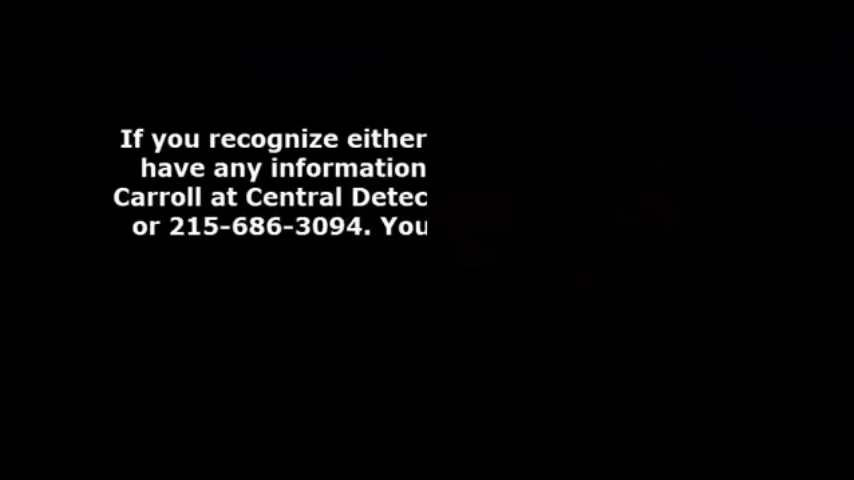 If you recognize either
have any information
Carroll at Central Detec
or 215-686-3094. You